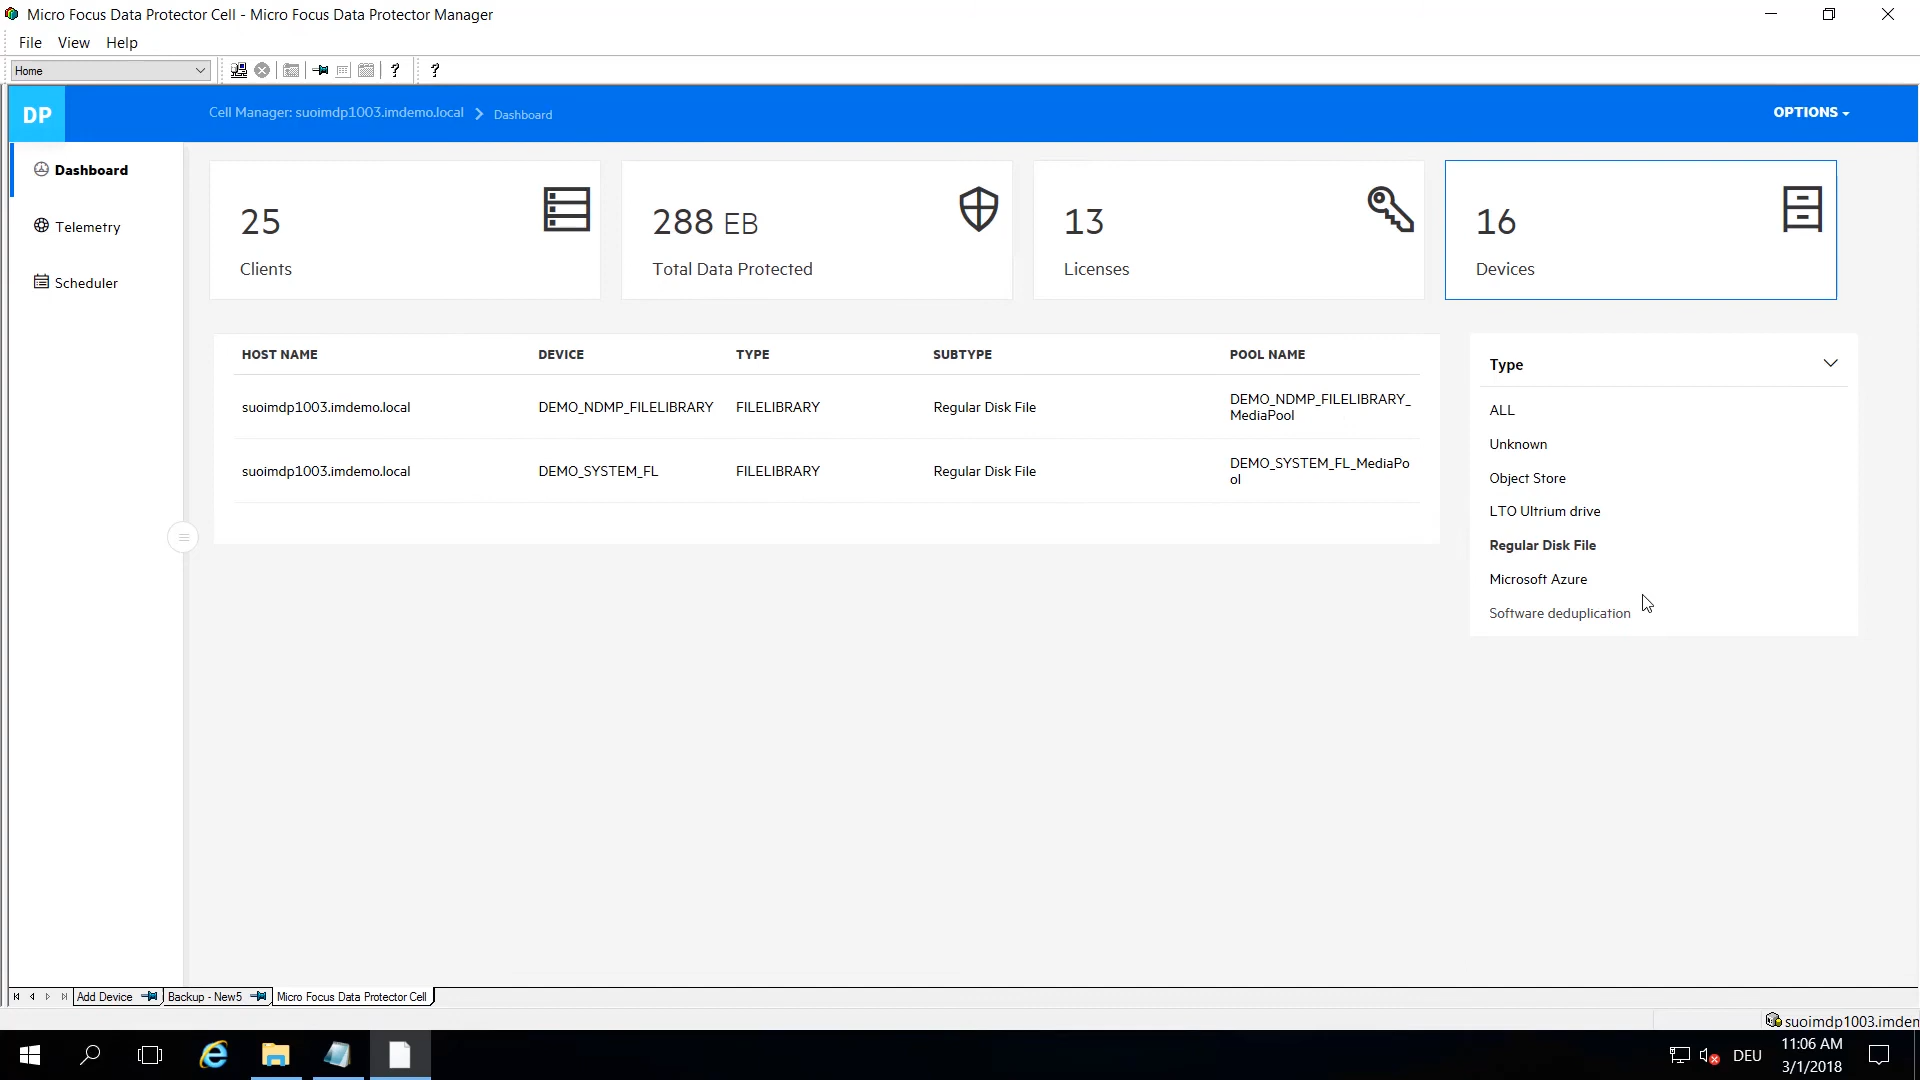 Micro Focus Data Protector Cell - Micro Focus Data Protector Manager
File View Help
Home
? ?
DP
Cell Manager: suoimdp1003.imdemo.local
Dashboard
OPTIONS
Dashboard
Telemetry
Scheduler
25
Clients
288 EB
Total Data Protected
13
Licenses
16
Devices
HOST NAME DEVICE TYPE SUBTYPE POOL NAME
suoimdp1003.imdemo.local DEMO_NDMP_FILELIBRARY FILELIBRARY Regular Disk File DEMO_NDMP_FILELIBRARY_
MediaPool
suoimdp1003.imdemo.local DEMO_SYSTEM_FL FILELIBRARY Regular Disk File DEMO_SYSTEM_FL_MediaPo
ol
Type
ALL
Unknown
Object Store
LTO Ultrium drive
Regular Disk File
Microsoft Azure
Software deduplication
Add Device Backup - New5 Micro Focus Data Protector Cell
suoimdp1003.imden
DEU
11:06 AM
3/1/2018